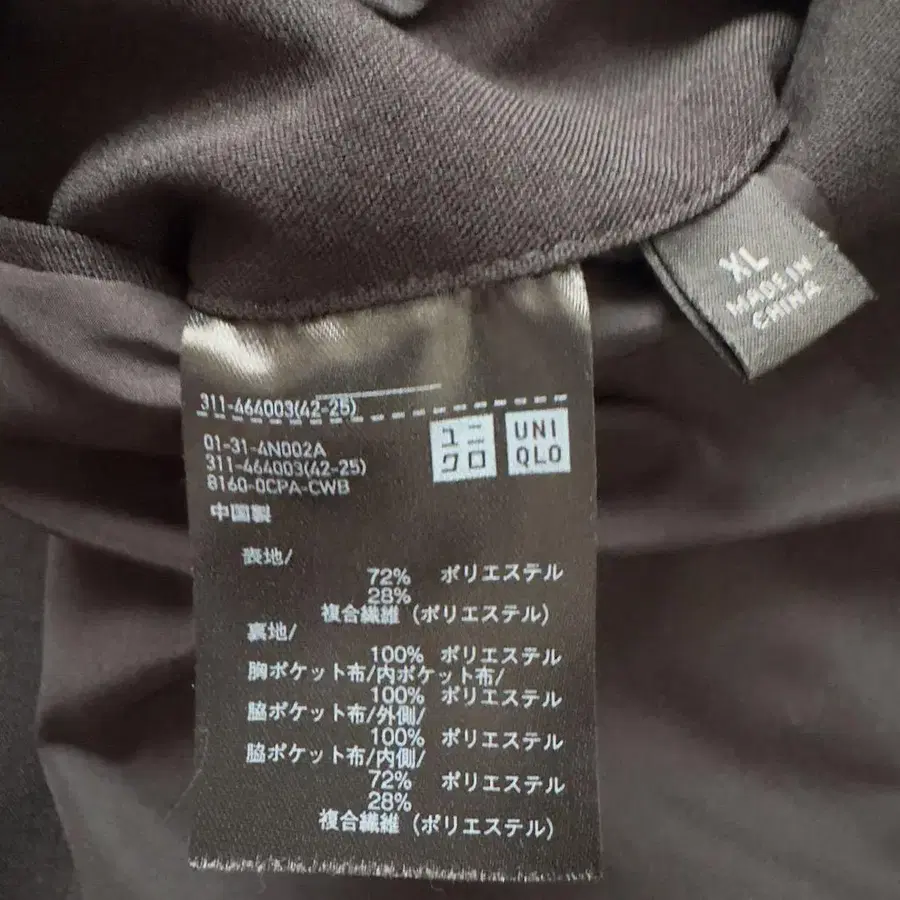 XL
MADE IN
CHINA
311-464003(42-25)
ユニ
クロ
UNI
QLO
01-31-4N002A
311-464003(42-25)
8160-0CPA-CWB
中国製
表地/
72% ポリエステル
28%
複合繊維 (ポリエステル)
裏地/
100% ポリエステル
胸ポケット布/内ポケット布/
100% ポリエステル
脇ポケット布/外側/
100% ポリエステル
脇ポケット布/内側/
72% ポリエステル
28%
複合繊維 (ポリエステル)